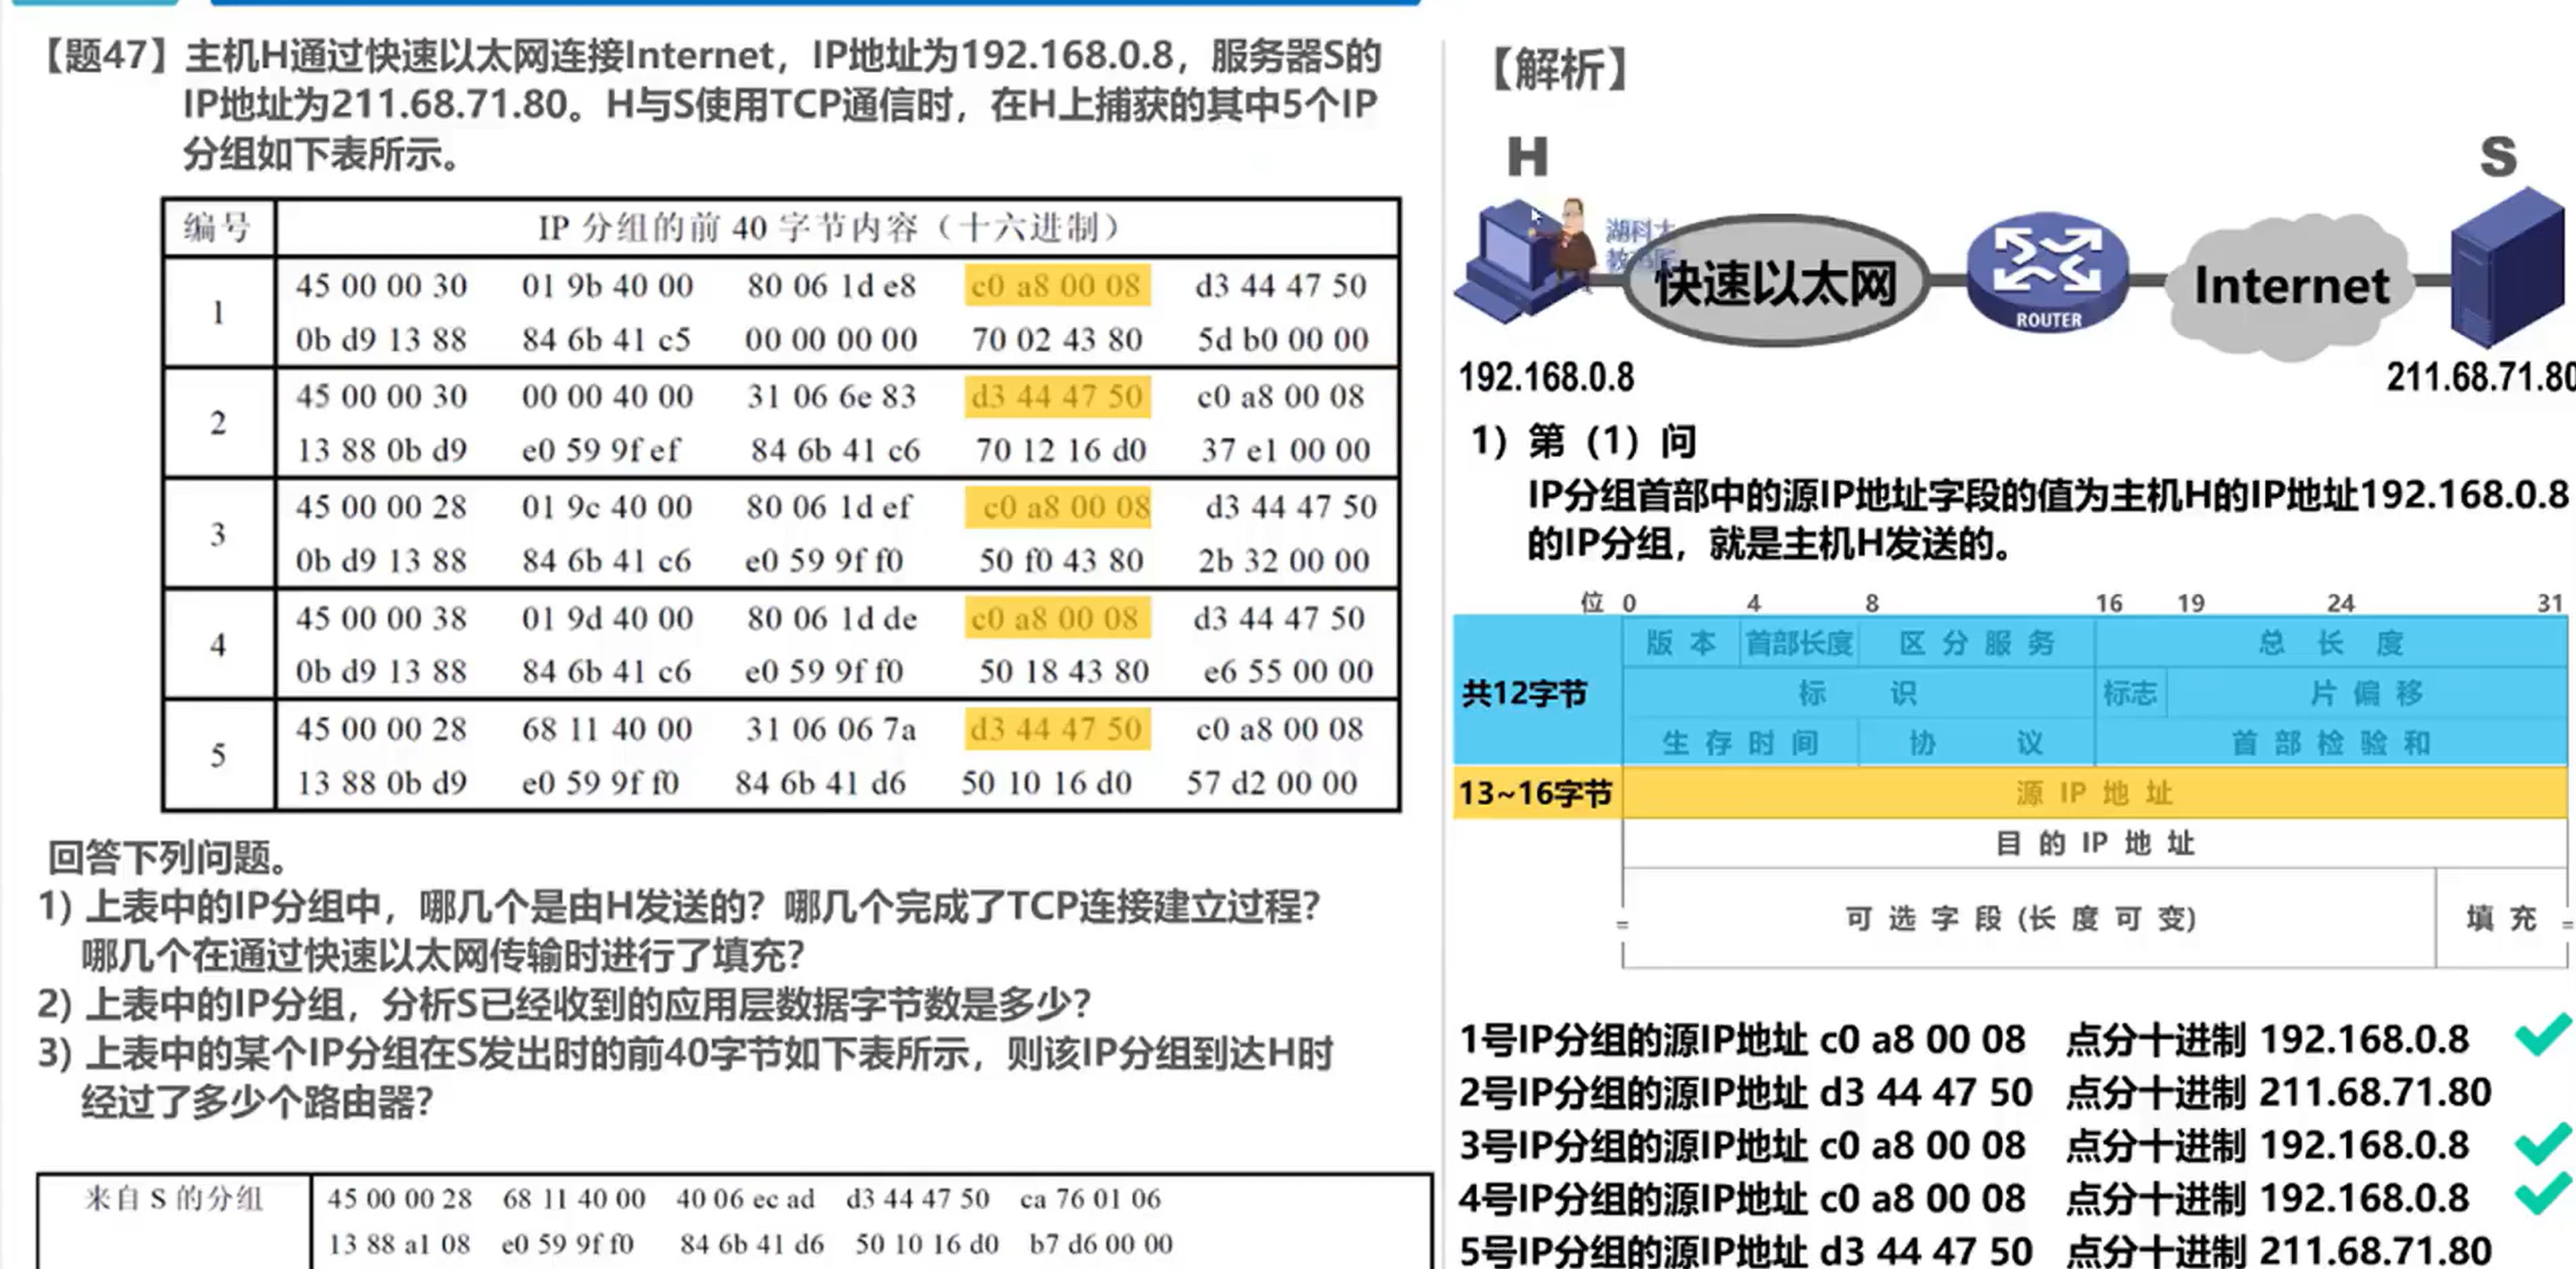 【题47】主机H通过快速以太网连接Internet，IP地址为192.168.0.8，服务器S的
IP地址为211.68.71.80。H与S使用TCP通信时，在H上捕获的其中5个IP
分组如下表所示。
编号 IP 分组的前 40 字节内容（十六进制）
1 45 00 00 30 01 9b 40 00 80 06 1d e8 c0 a8 00 08 d3 44 47 50
0b d9 13 88 84 6b 41 c5 00 00 00 00 70 02 43 80 5d b0 00 00
2 45 00 00 30 00 00 40 00 31 06 6e 83 d3 44 47 50 c0 a8 00 08
13 88 0b d9 e0 59 9f ef 84 6b 41 c6 70 12 16 d0 37 e1 00 00
3 45 00 00 28 01 9c 40 00 80 06 1d ef c0 a8 00 08 d3 44 47 50
0b d9 13 88 84 6b 41 c6 e0 59 9f f0 50 f0 43 80 2b 32 00 00
4 45 00 00 38 01 9d 40 00 80 06 1d de c0 a8 00 08 d3 44 47 50
0b d9 13 88 84 6b 41 c6 e0 59 9f f0 50 18 43 80 e6 55 00 00
5 45 00 00 28 68 11 40 00 31 06 06 7a d3 44 47 50 c0 a8 00 08
13 88 0b d9 e0 59 9f f0 84 6b 41 d6 50 10 16 d0 57 d2 00 00
回答下列问题。
1) 上表中的IP分组中，哪几个是由H发送的？哪几个完成了TCP连接建立过程？
哪几个在通过快速以太网传输时进行了填充？
2) 上表中的IP分组，分析S已经收到的应用层数据字节数是多少？
3) 上表中的某个IP分组在S发出时的前40字节如下表所示，则该IP分组到达H时
经过了多少个路由器？
来自 S 的分组 45 00 00 28 68 11 40 00 40 06 ec ad d3 44 47 50 ca 76 01 06
13 88 a1 08 e0 59 9f f0 84 6b 41 d6 50 10 16 d0 b7 d6 00 00
【解析】
H S
湖科大
快速以太网 ROUTER Internet
192.168.0.8 211.68.71.80
1）第（1）问
IP分组首部中的源IP地址字段的值为主机H的IP地址192.168.0.8
的IP分组，就是主机H发送的。
位 0 4 8 16 19 24 31
版 本 首部长度 区 分 服 务 总 长 度
共12字节 标 识 标志 片 偏 移
生 存 时 间 协 议 首 部 检 验 和
13~16字节 源 IP 地 址
目 的 IP 地 址
可 选 字 段 (长 度 可 变) 填 充
1号IP分组的源IP地址 c0 a8 00 08 点分十进制 192.168.0.8
2号IP分组的源IP地址 d3 44 47 50 点分十进制 211.68.71.80
3号IP分组的源IP地址 c0 a8 00 08 点分十进制 192.168.0.8
4号IP分组的源IP地址 c0 a8 00 08 点分十进制 192.168.0.8
5号IP分组的源IP地址 d3 44 47 50 点分十进制 211.68.71.80